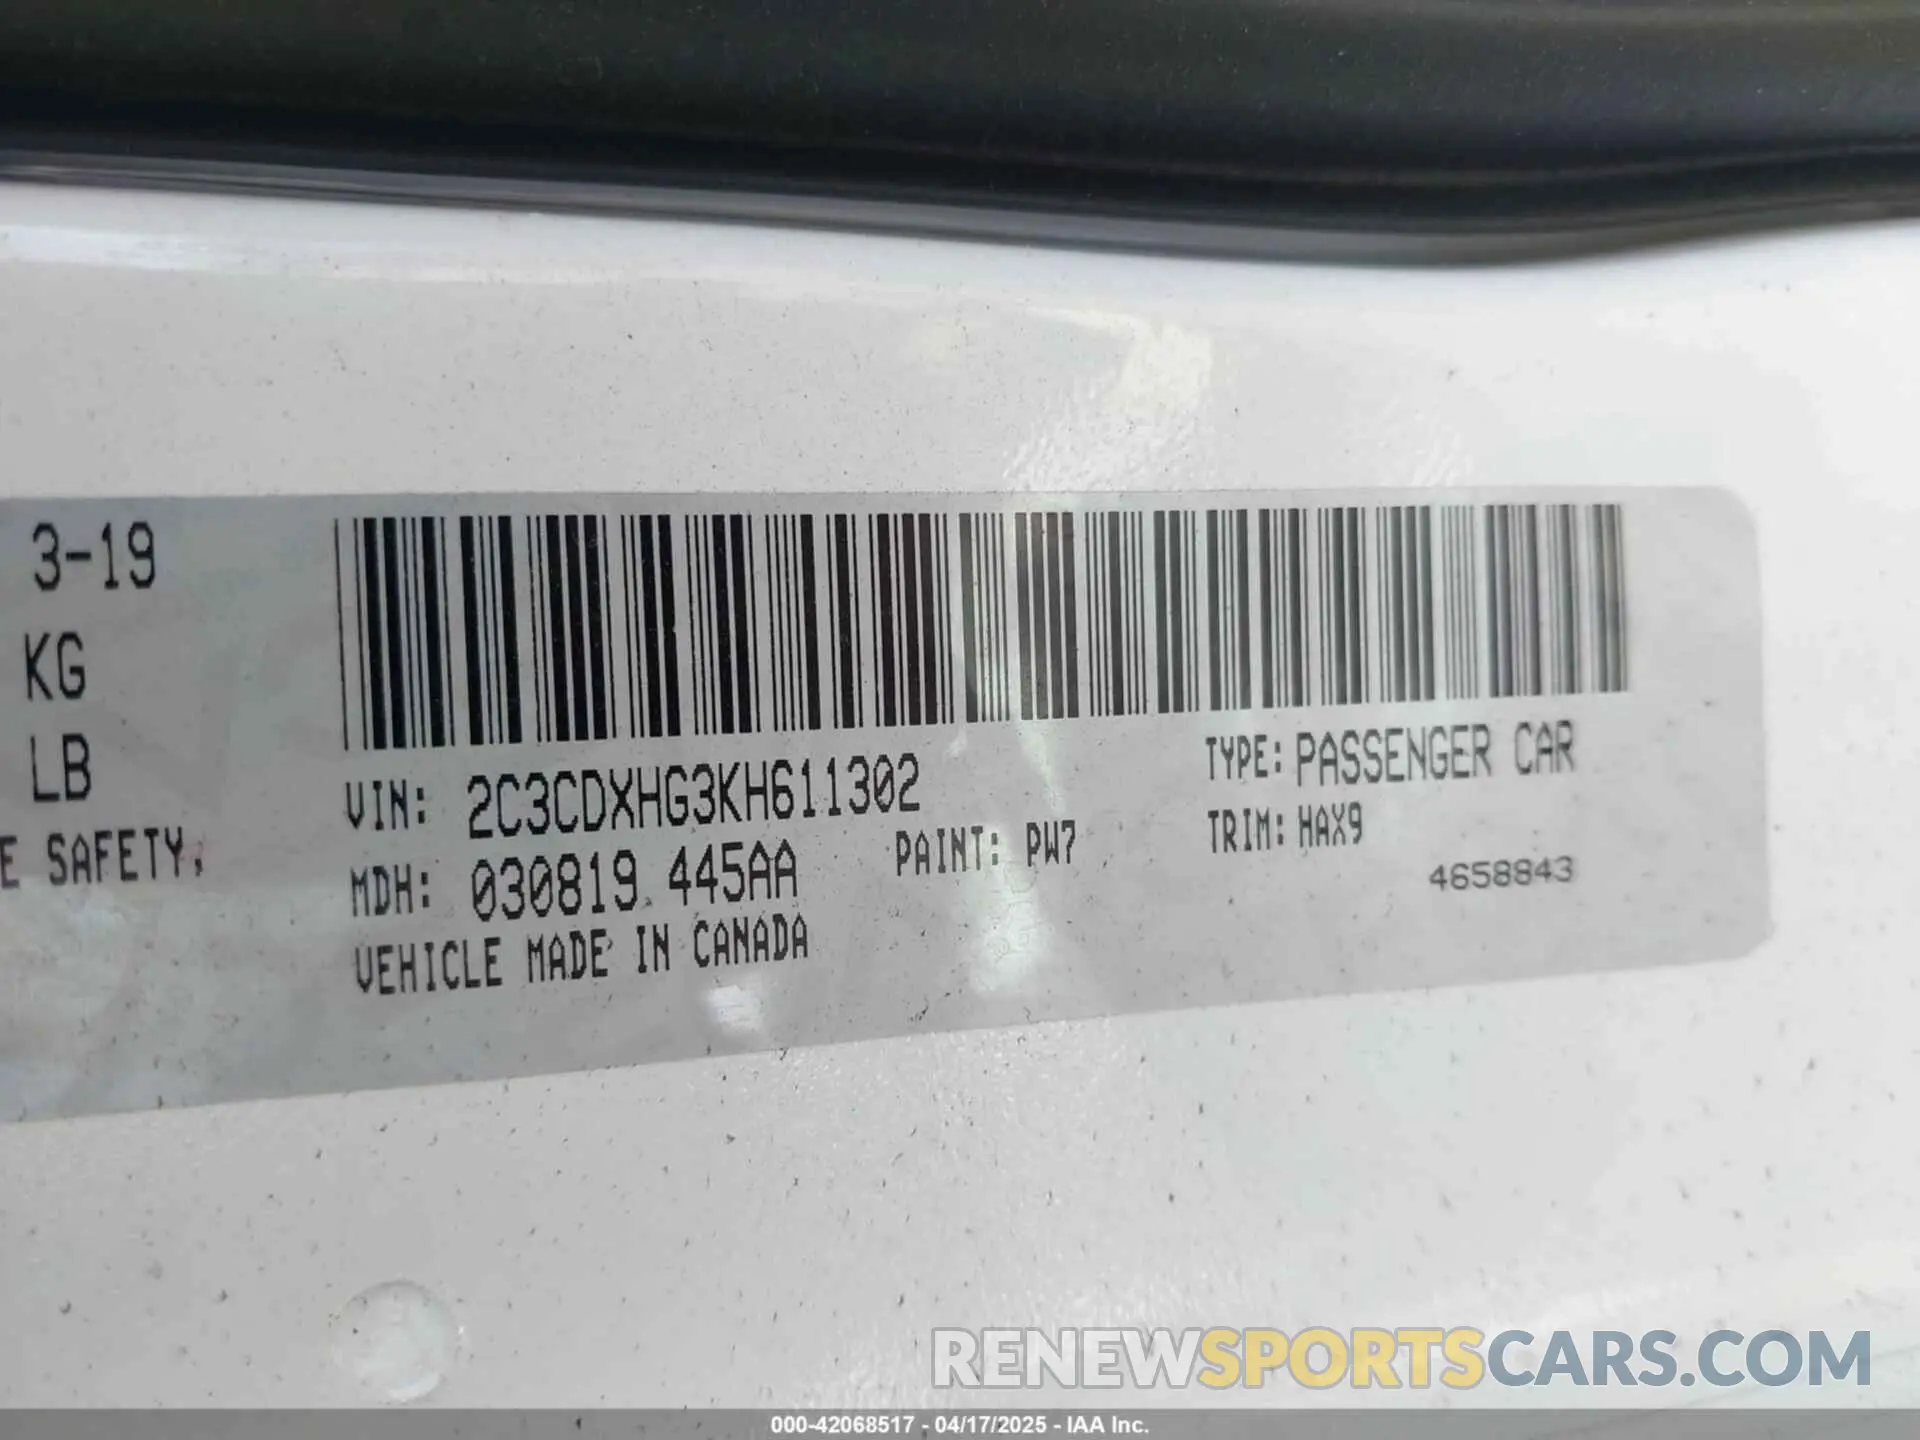 3-19
KG
LB
E SAFETY,
VIN: 2C3CDXHG3KH611302
TYPE: PASSENGER CAR
MDH: 030819 445AA
PAINT: PW7
TRIM: HAX9
4658843
VEHICLE MADE IN CANADA
RENEWSPORTSCARS.COM
000-42068517 - 04/17/2025 - IAA Inc.